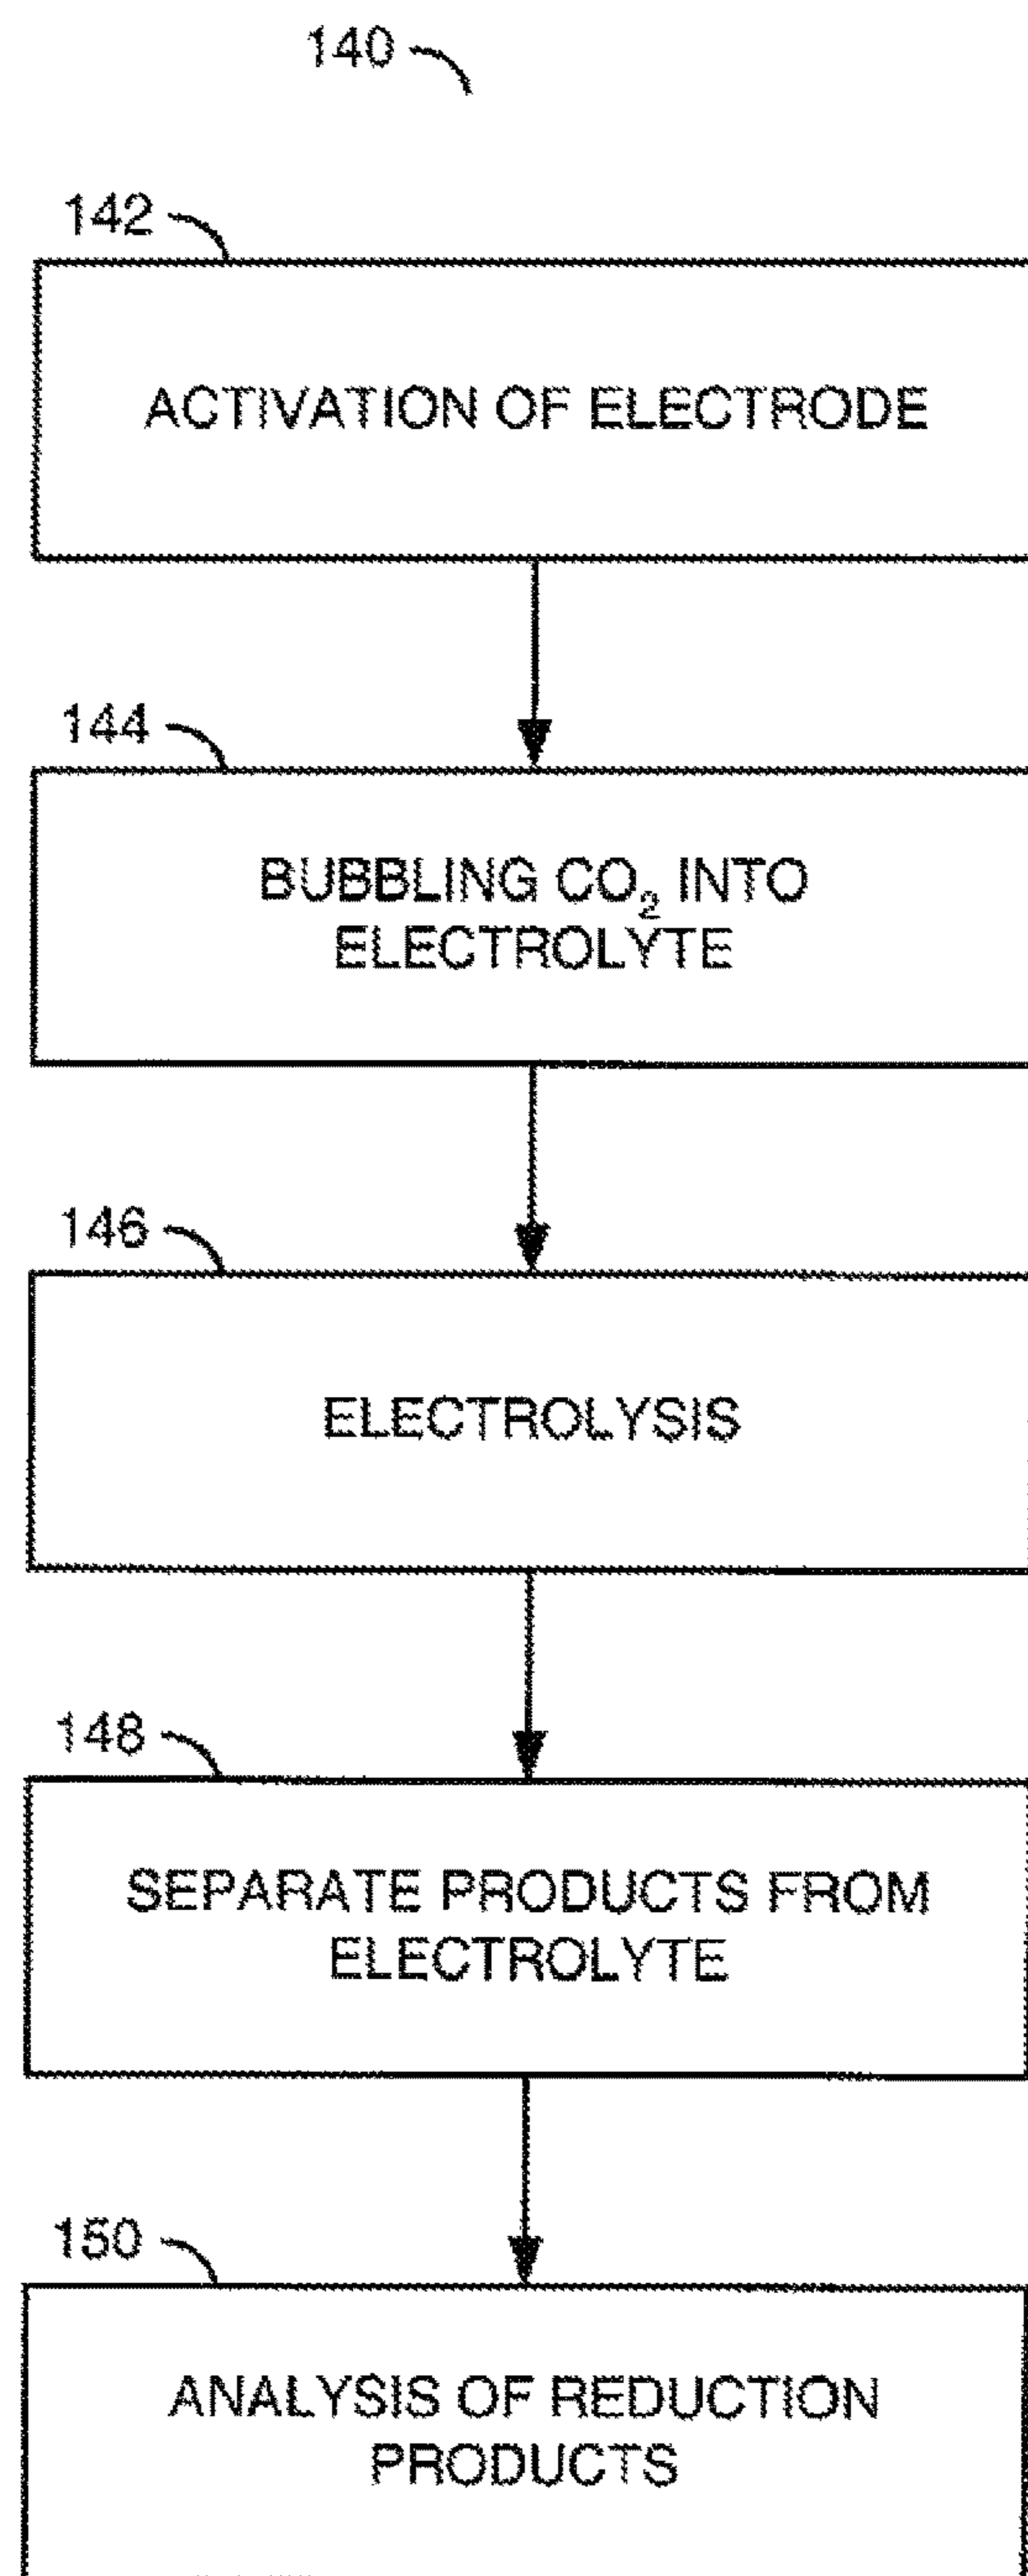 140
142
ACTIVATION OF ELECTRODE
144
BUBBLING CO₂ INTO
ELECTROLYTE
146
ELECTROLYSIS
148
SEPARATE PRODUCTS FROM
ELECTROLYTE
150
ANALYSIS OF REDUCTION
PRODUCTS